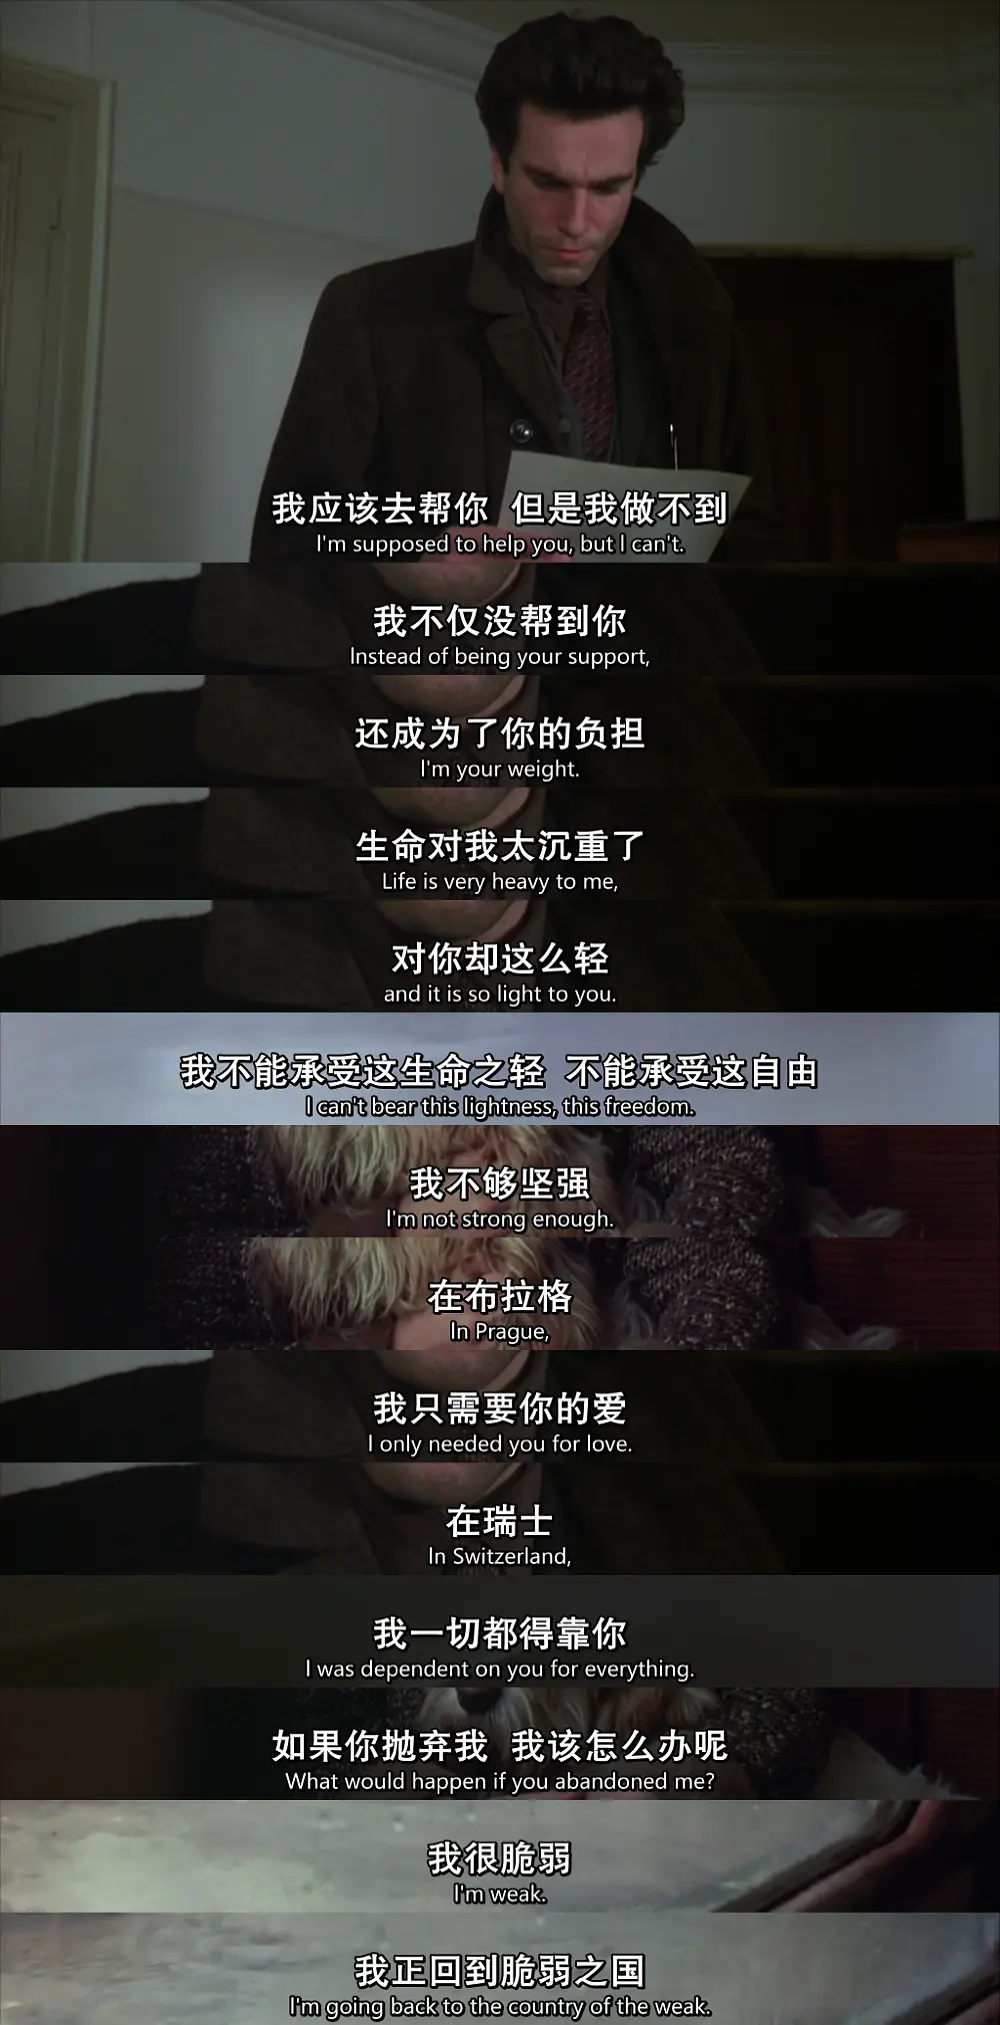 我应该去帮你 但是我做不到
I'm supposed to help you, but I can't.
我不仅没帮到你
Instead of being your support,
还成为了你的负担
I'm your weight.
生命对我太沉重了
Life is very heavy to me,
对你却这么轻
and it is so light to you.
我不能承受这生命之轻 不能承受这自由
I can't bear this lightness, this freedom.
我不够坚强
I'm not strong enough.
在布拉格
In Prague,
我只需要你的爱
I only needed you for love.
在瑞士
In Switzerland,
我一切都得靠你
I was dependent on you for everything.
如果你抛弃我 我该怎么办呢
What would happen if you abandoned me?
我很脆弱
I'm weak.
我正回到脆弱之国
I'm going back to the country of the weak.